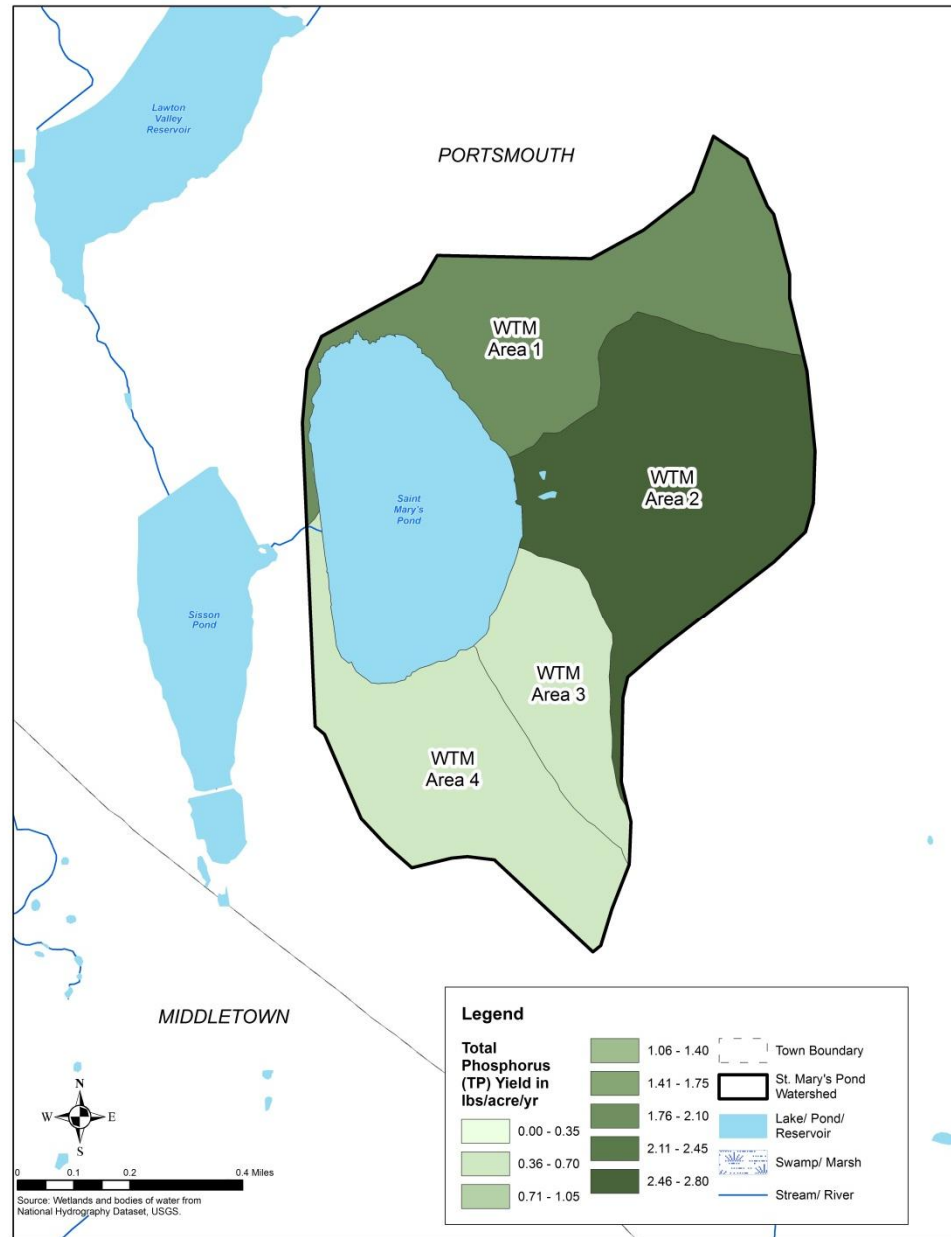 Lawton
Valley
Reservoir
PORTSMOUTH
WTM
Area 1
WTM
Area 2
Saint
Mary's
Pond
Sisson
Pond
WTM
Area 3
WTM
Area 4
MIDDLETOWN
N
W E
S
0 0.1 0.2 0.4 Miles
Source: Wetlands and bodies of water from
National Hydrography Dataset, USGS.
Legend
Total
Phosphorus
(TP) Yield in
lbs/acre/yr
0.00 - 0.35
0.36 - 0.70
0.71 - 1.05
1.06 - 1.40
1.41 - 1.75
1.76 - 2.10
2.11 - 2.45
2.46 - 2.80
Town Boundary
St. Mary's Pond
Watershed
Lake/ Pond/
Reservoir
Swamp/ Marsh
Stream/ River